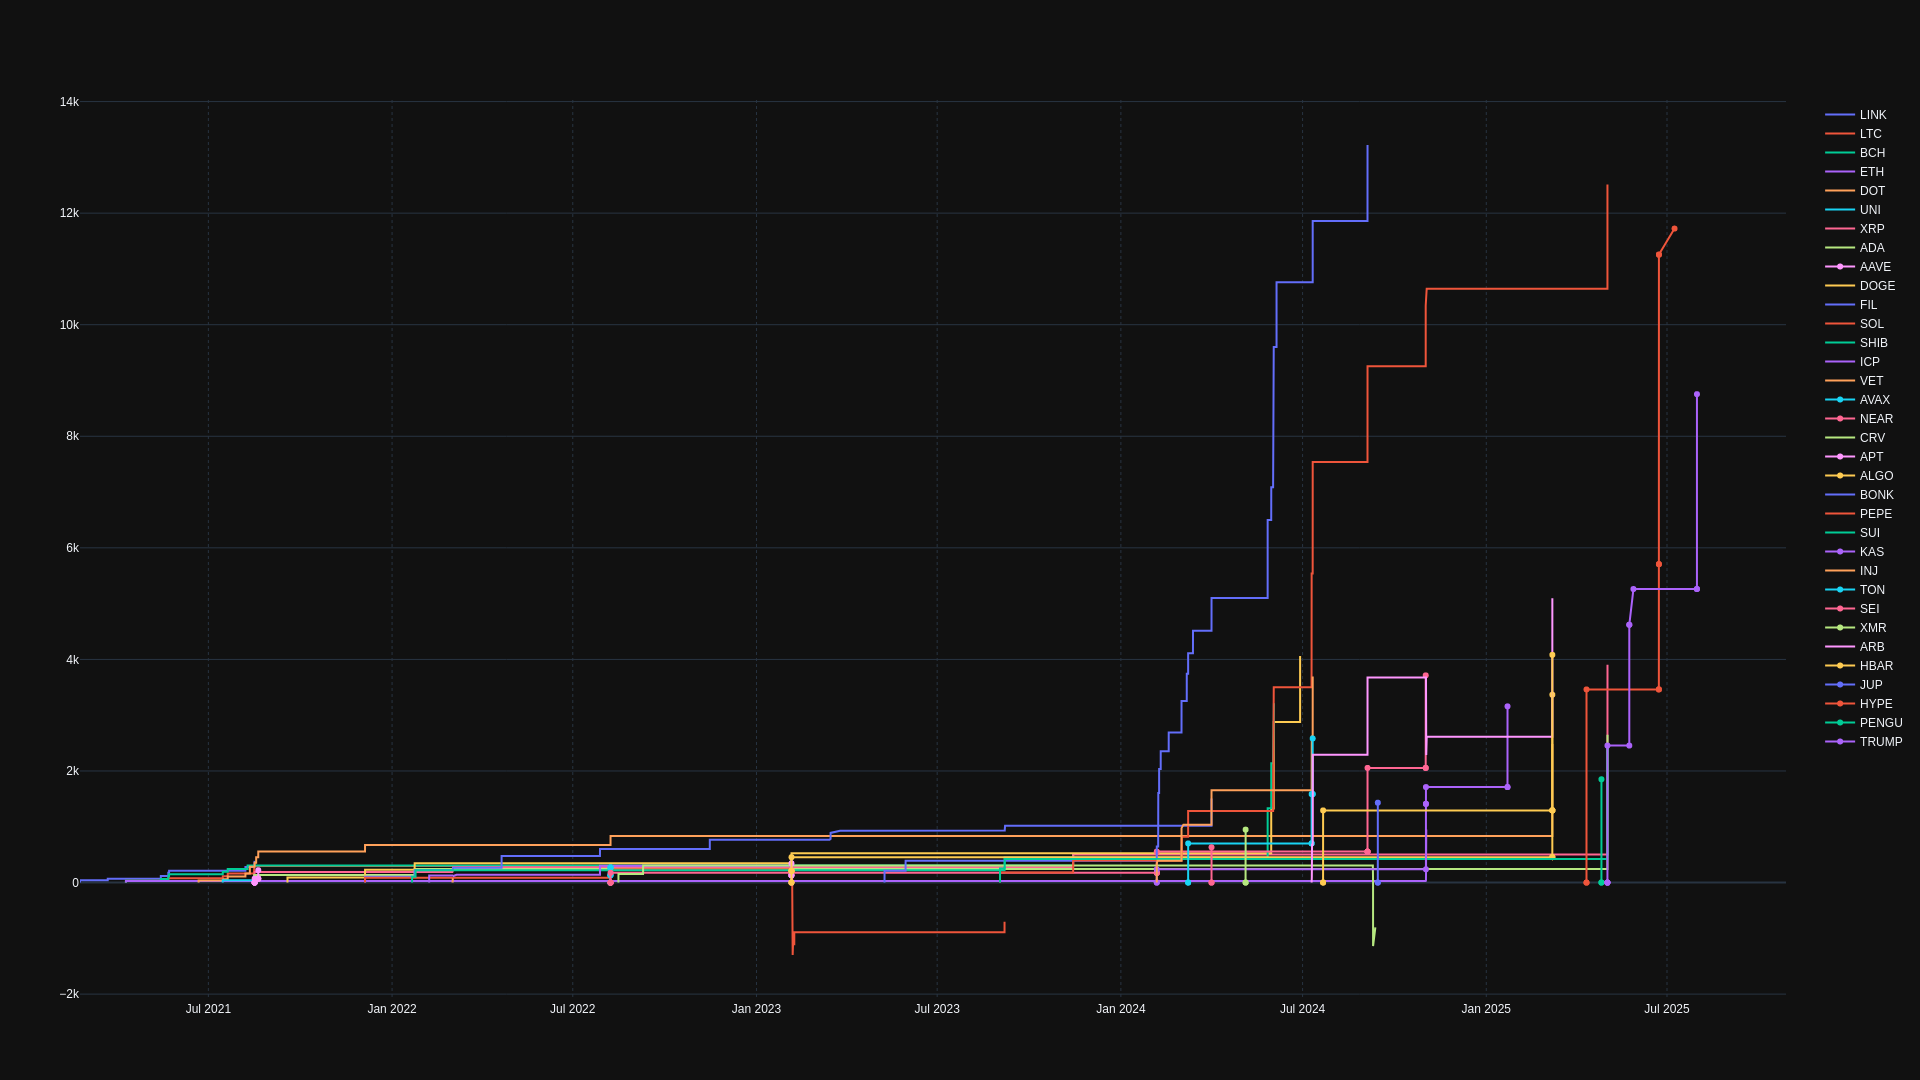 14k
12k
10k
8k
6k
4k
2k
0
−2k
Jul 2021
Jan 2022
Jul 2022
Jan 2023
Jul 2023
Jan 2024
Jul 2024
Jan 2025
Jul 2025
LINK
LTC
BCH
ETH
DOT
UNI
XRP
ADA
AAVE
DOGE
FIL
SOL
SHIB
ICP
VET
AVAX
NEAR
CRV
APT
ALGO
BONK
PEPE
SUI
KAS
INJ
TON
SEI
XMR
ARB
HBAR
JUP
HYPE
PENGU
TRUMP